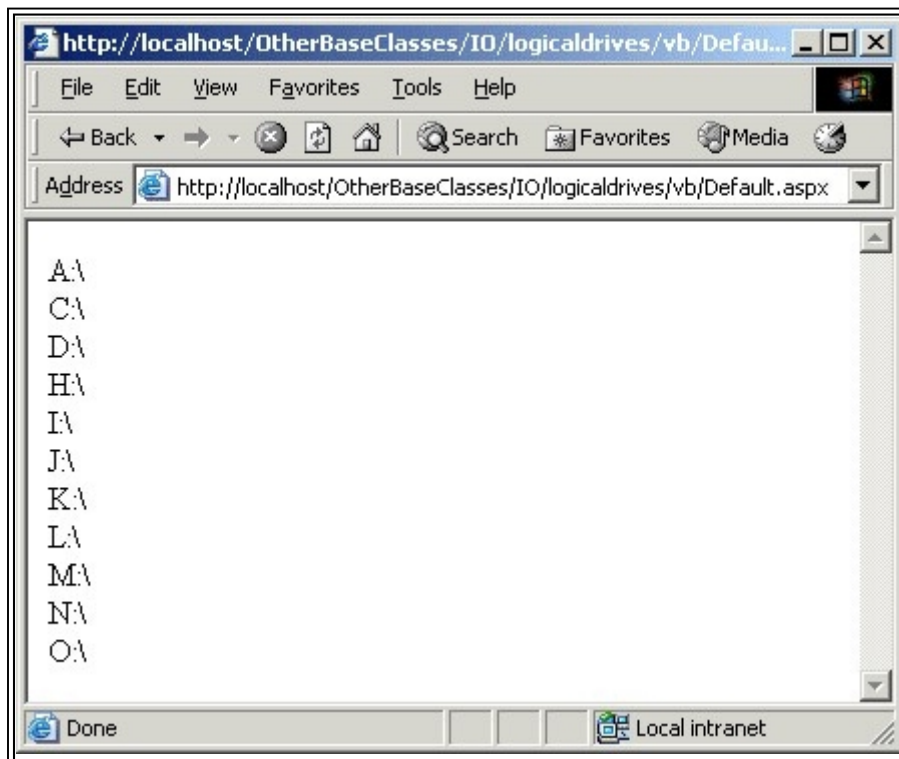 http://localhost/OtherBaseClasses/IO/logicaldrives/vb/Defau...
File Edit View Favorites Tools Help
Back Search Favorites Media
Address http://localhost/OtherBaseClasses/IO/logicaldrives/vb/Default.aspx
A:\
C:\
D:\
H:\
I:\
J:\
K:\
L:\
M:\
N:\
O:\
Done Local intranet